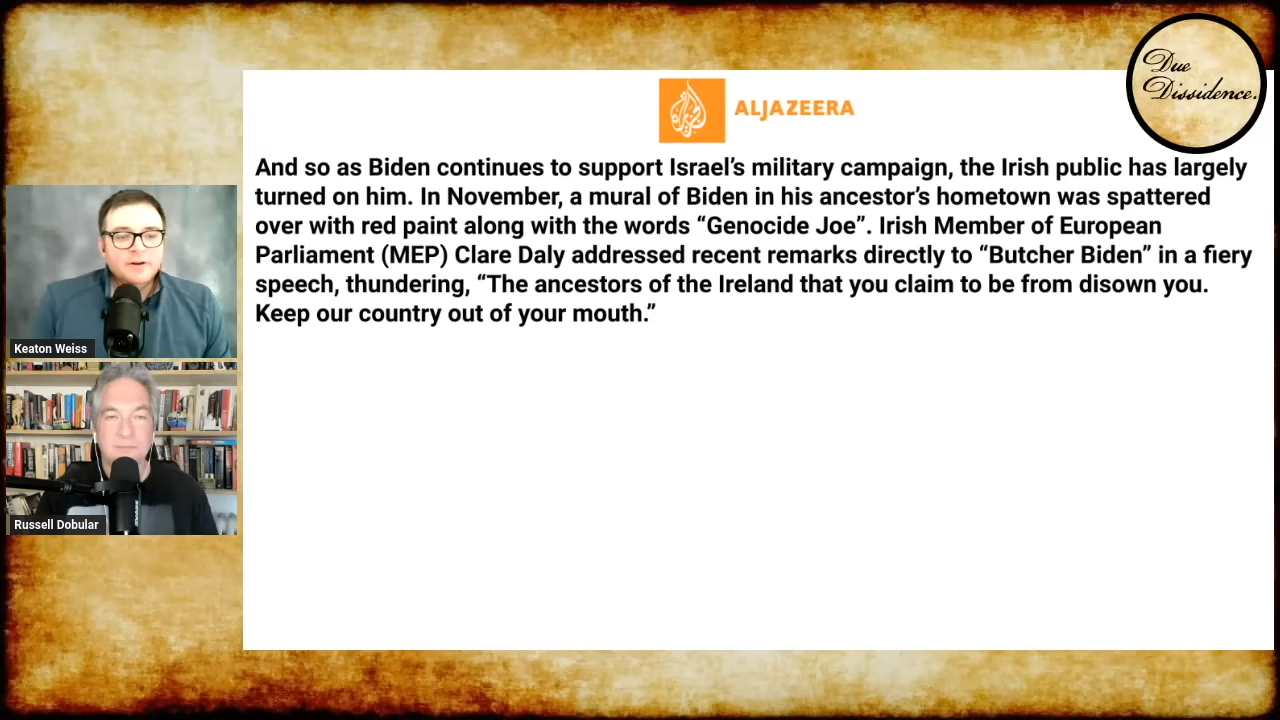 Due
Dissidence.
ALJAZEERA
And so as Biden continues to support Israel’s military campaign, the Irish public has largely
turned on him. In November, a mural of Biden in his ancestor’s hometown was spattered
over with red paint along with the words “Genocide Joe”. Irish Member of European
Parliament (MEP) Clare Daly addressed recent remarks directly to “Butcher Biden” in a fiery
speech, thundering, “The ancestors of the Ireland that you claim to be from disown you.
Keep our country out of your mouth.”
Keaton Weiss
Russell Dobular